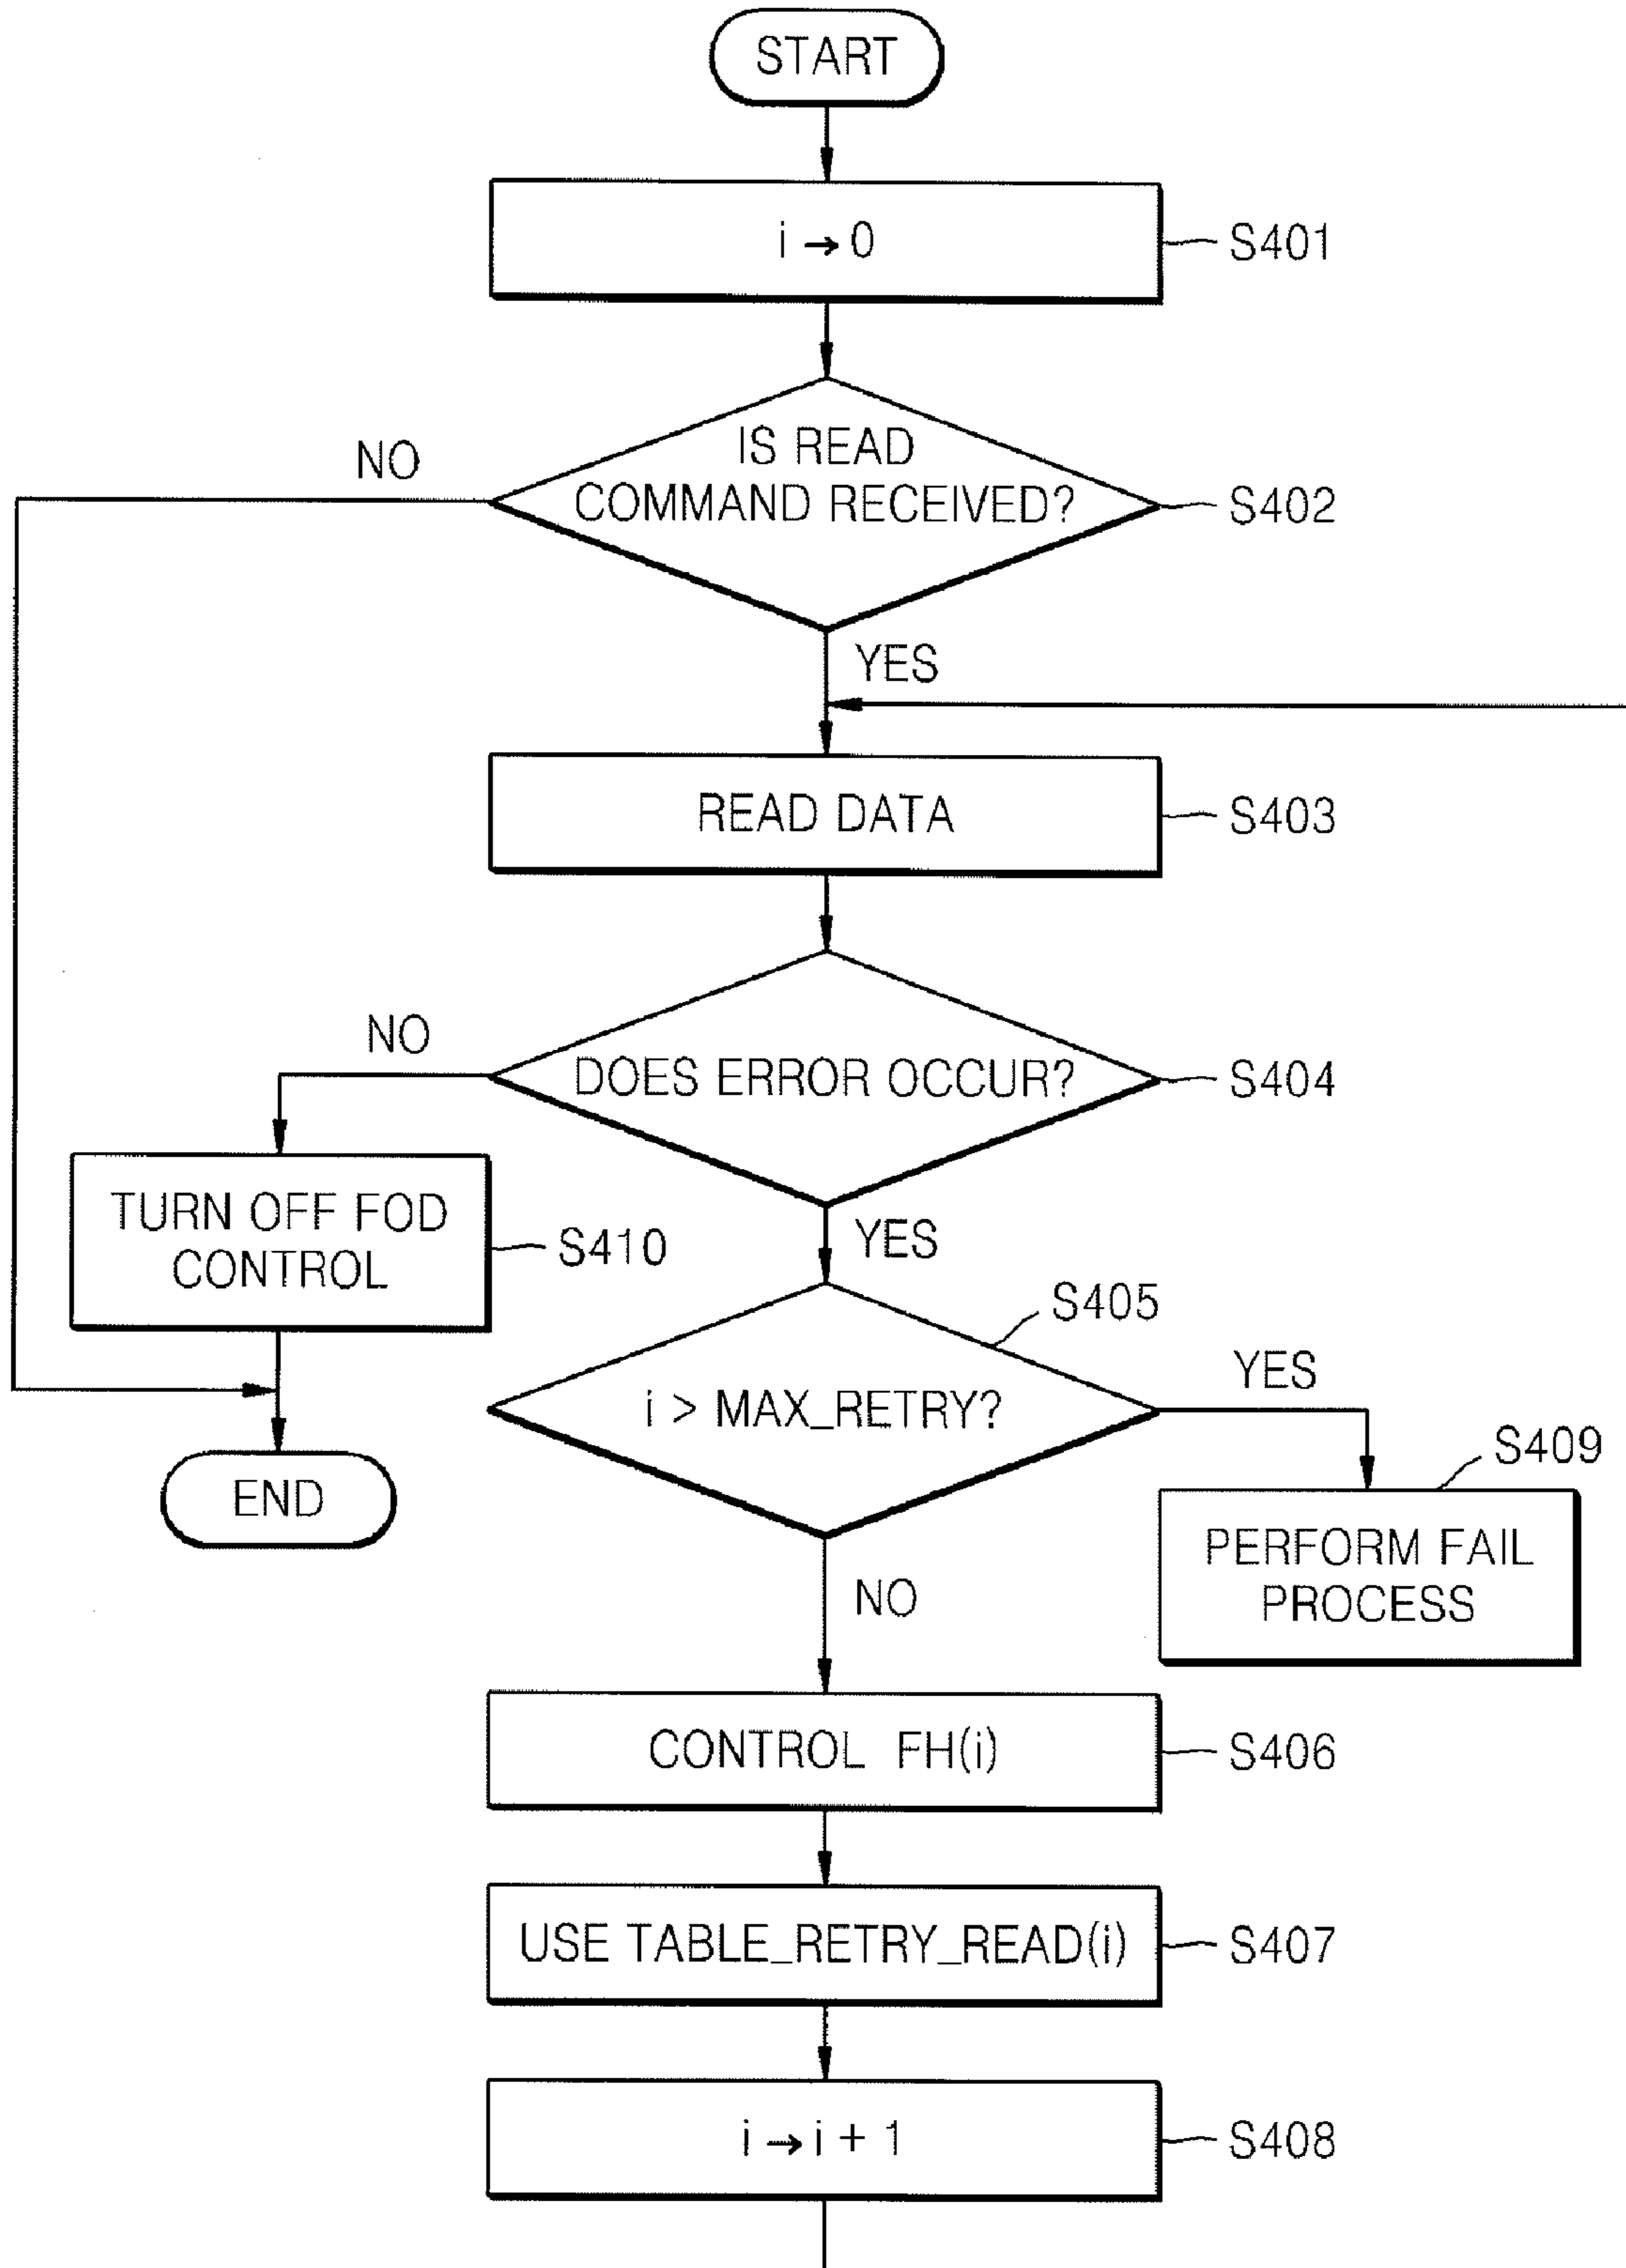 START
i → 0
S401
NO
IS READ
COMMAND RECEIVED?
S402
YES
READ DATA
S403
NO
DOES ERROR OCCUR?
S404
TURN OFF FOD
CONTROL
S410
YES
S405
i > MAX_RETRY?
YES
S409
END
PERFORM FAIL
PROCESS
NO
CONTROL FH(i)
S406
USE TABLE_RETRY_READ(i)
S407
i → i + 1
S408